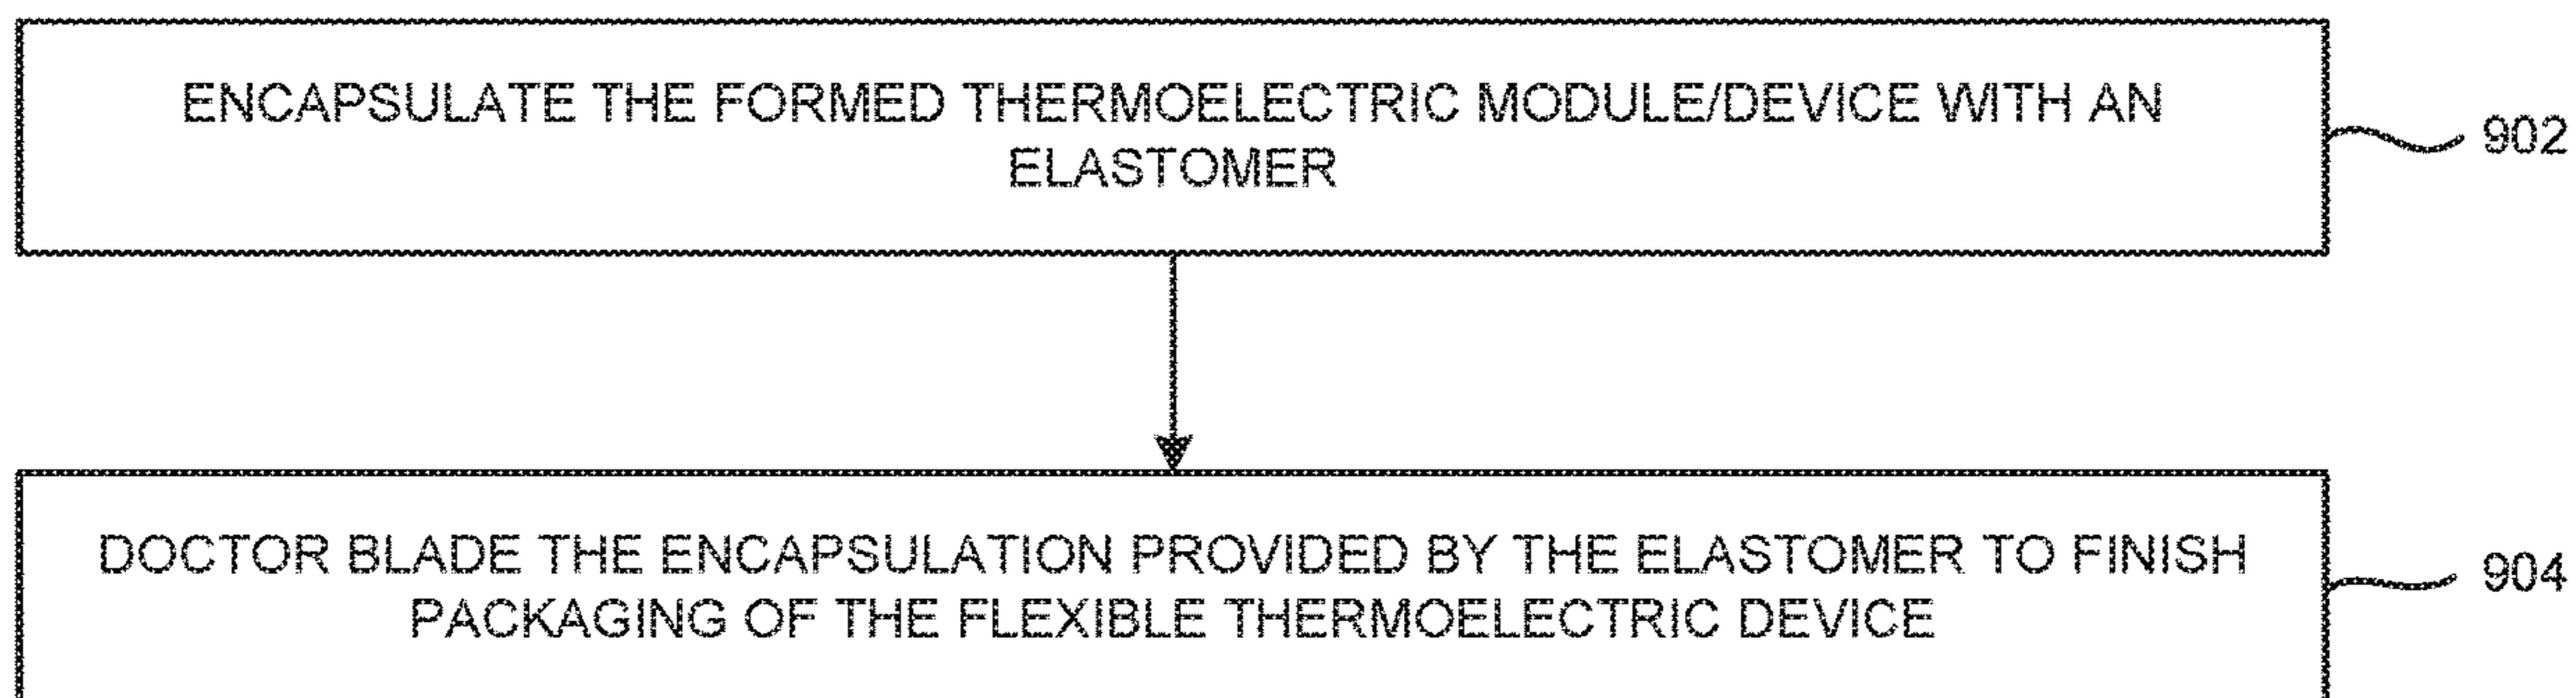 ENCAPSULATE THE FORMED THERMOELECTRIC MODULE/DEVICE WITH AN
ELASTOMER
902
DOCTOR BLADE THE ENCAPSULATION PROVIDED BY THE ELASTOMER TO FINISH
PACKAGING OF THE FLEXIBLE THERMOELECTRIC DEVICE
904